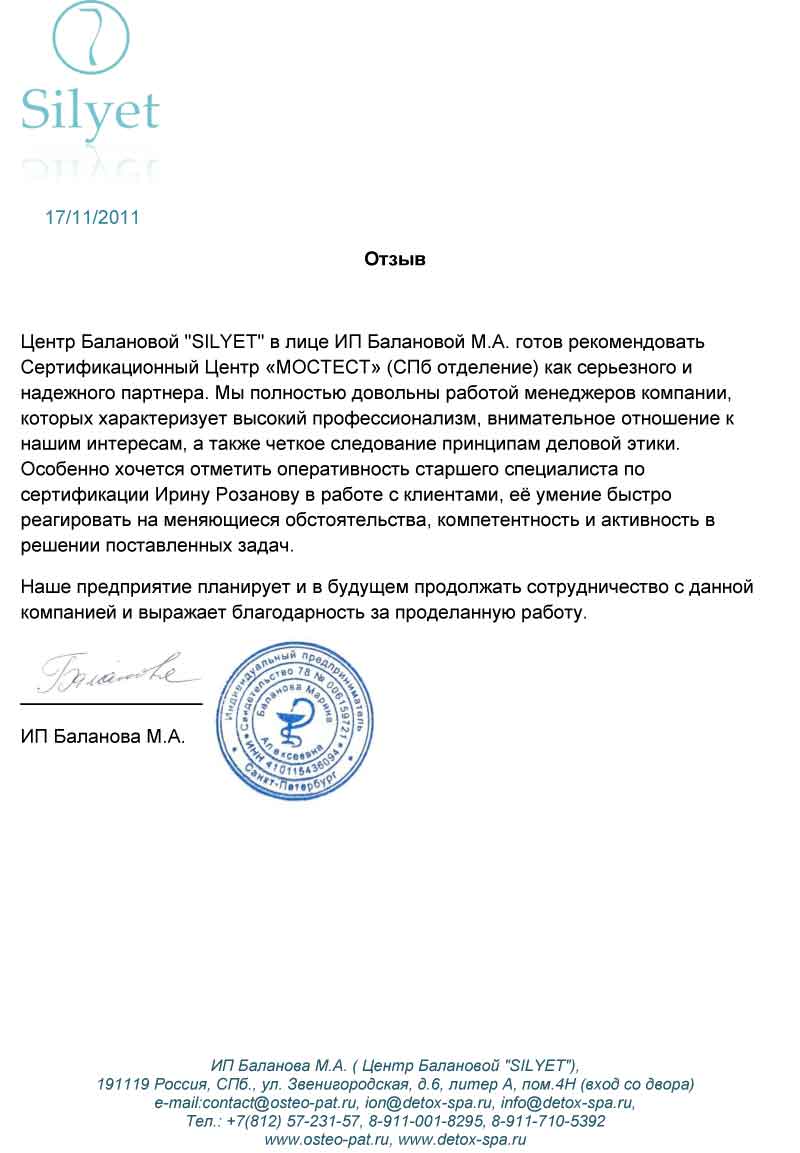 Silyet
17/11/2011
Отзыв
Центр Балановой "SILYET" в лице ИП Балановой М.А. готов рекомендовать
Сертификационный Центр «МОСТЕСТ» (СПб отделение) как серьезного и
надежного партнера. Мы полностью довольны работой менеджеров компании,
которых характеризует высокий профессионализм, внимательное отношение к
нашим интересам, а также четкое следование принципам деловой этики.
Особенно хочется отметить оперативность старшего специалиста по
сертификации Ирину Розанову в работе с клиентами, её умение быстро
реагировать на меняющиеся обстоятельства, компетентность и активность в
решении поставленных задач.
Наше предприятие планирует и в будущем продолжать сотрудничество с данной
компанией и выражает благодарность за проделанную работу.
Баланова
ИП Баланова М.А.
Индивидуальный предприниматель
Свидетельство 78 № 006159721
Баланова Марина
Алексеевна
ИНН 410115436094
Санкт-Петербург
ИП Баланова М.А. ( Центр Балановой "SILYET"),
191119 Россия, СПб., ул. Звенигородская, д.6, литер А, пом.4Н (вход со двора)
e-mail:contact@osteo-pat.ru, ion@detox-spa.ru, info@detox-spa.ru,
Тел.: +7(812) 57-231-57, 8-911-001-8295, 8-911-710-5392
www.osteo-pat.ru, www.detox-spa.ru